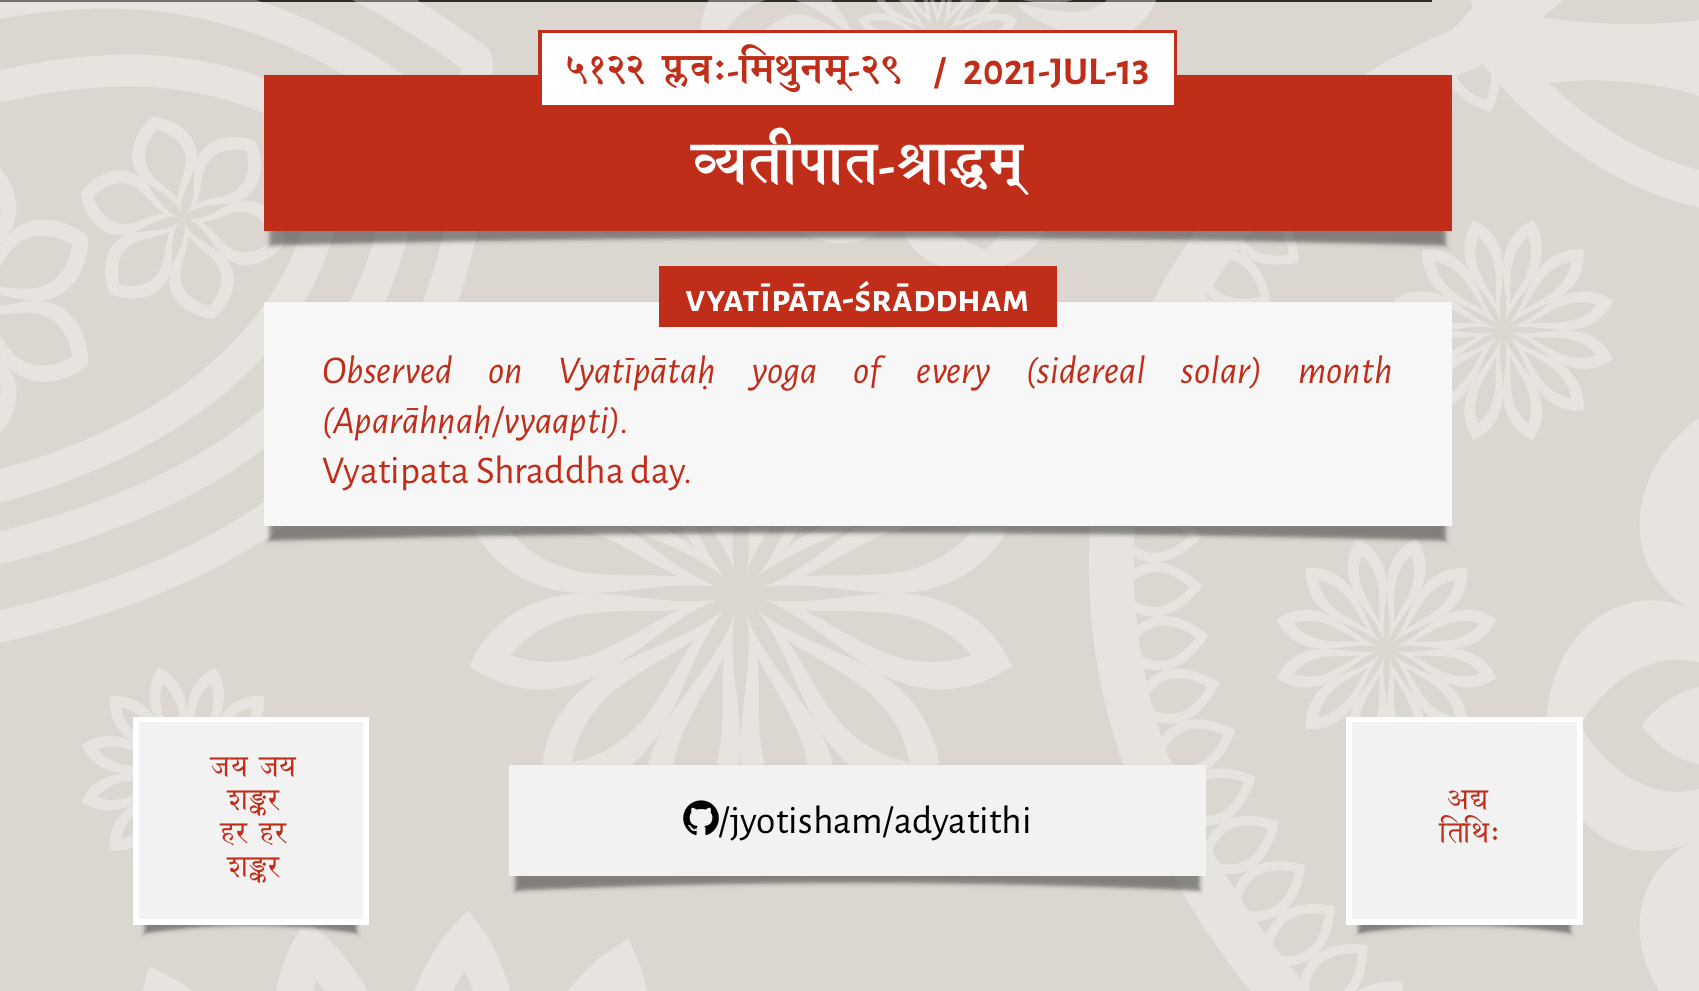 ५१२२ प्लवः-मिथुनम्-२९ / 2021-JUL-13
व्यतीपात-श्राद्धम्
VYATĪPĀTA-ŚRĀDDHAM
Observed on Vyatīpātaḥ yoga of every (sidereal solar) month
(Aparāhṇaḥ/vyaapti).
Vyatipata Shraddha day.
जय जय
शङ्कर
हर हर
शङ्कर
/jyotisham/adyatithi
अद्य
तिथिः